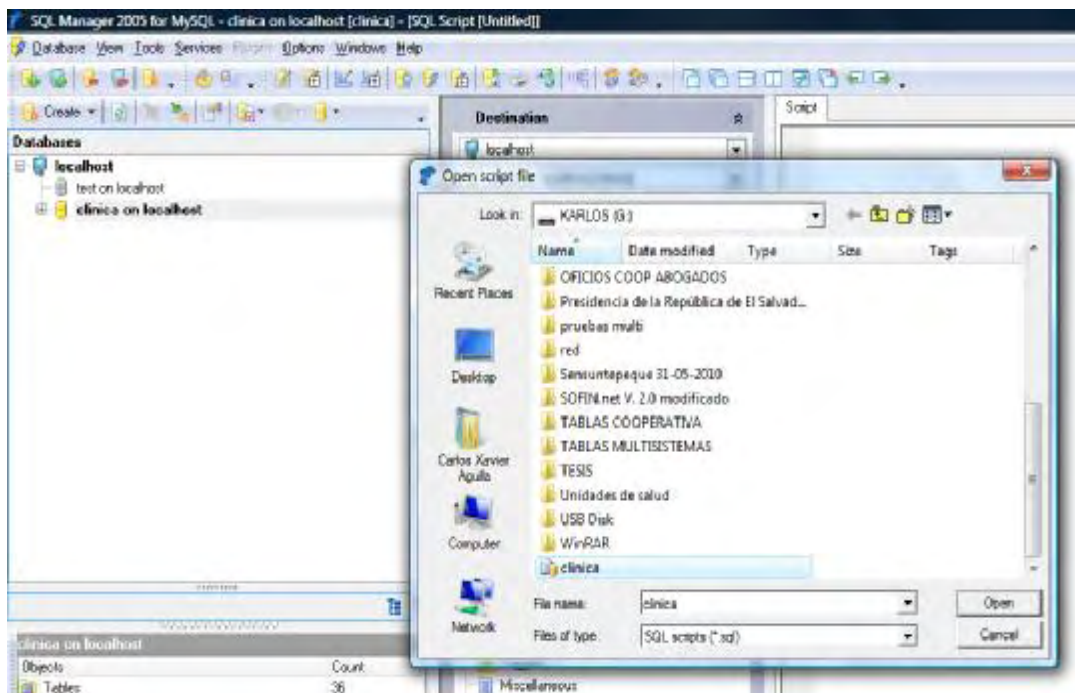 SQL Manager 2005 for MySQL - clinica on localhost [clinica] - [SQL Script [Untitled]]
Database View Tools Services Plugins Options Windows Help
Create
Databases
localhost
test on localhost
clinica on localhost
Destination
localhost
Script
Open script file
Look in: KARLOS (G:)
Name Date modified Type Size Tags
OFICIOS COOP ABOGADOS
Presidencia de la República de El Salvad...
pruebas multi
red
Sensuntepeque 31-05-2010
SOFIN.net V. 2.0 modificado
TABLAS COOPERATIVA
TABLAS MULTISISTEMAS
TESIS
Unidades de salud
USB Disk
WinRAR
clinica
Recent Places
Desktop
Carlos Xavier
Aguilla
Computer
Network
File name: clinica
Open
Files of type: SQL scripts (*.sql)
Cancel
clinica on localhost
Objects Count
Tables 36
Miscellaneous